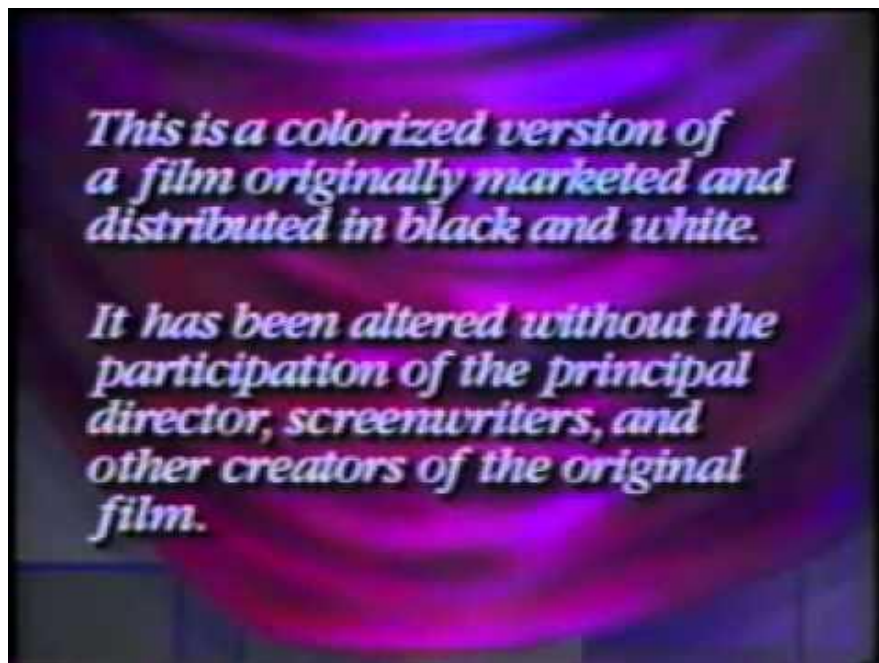 This is a colorized version of
a film originally marketed and
distributed in black and white.
It has been altered without the
participation of the principal
director, screenwriters, and
other creators of the original
film.